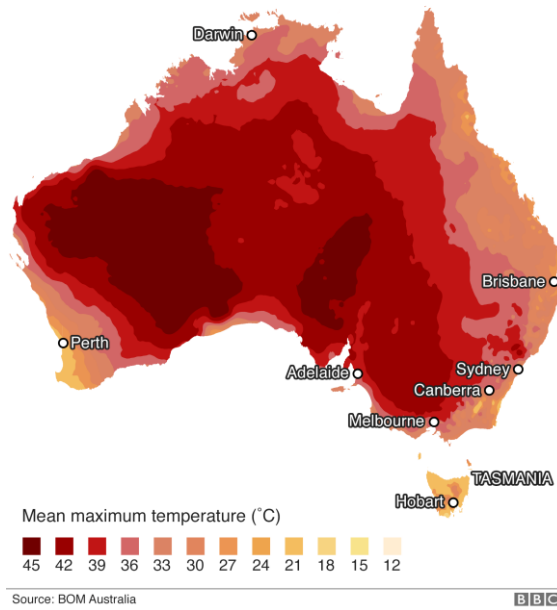 Darwin
Brisbane
Perth
Adelaide
Sydney
Canberra
Melbourne
TASMANIA
Hobart
Mean maximum temperature (˚C)
45 42 39 36 33 30 27 24 21 18 15 12
Source: BOM Australia
BBC